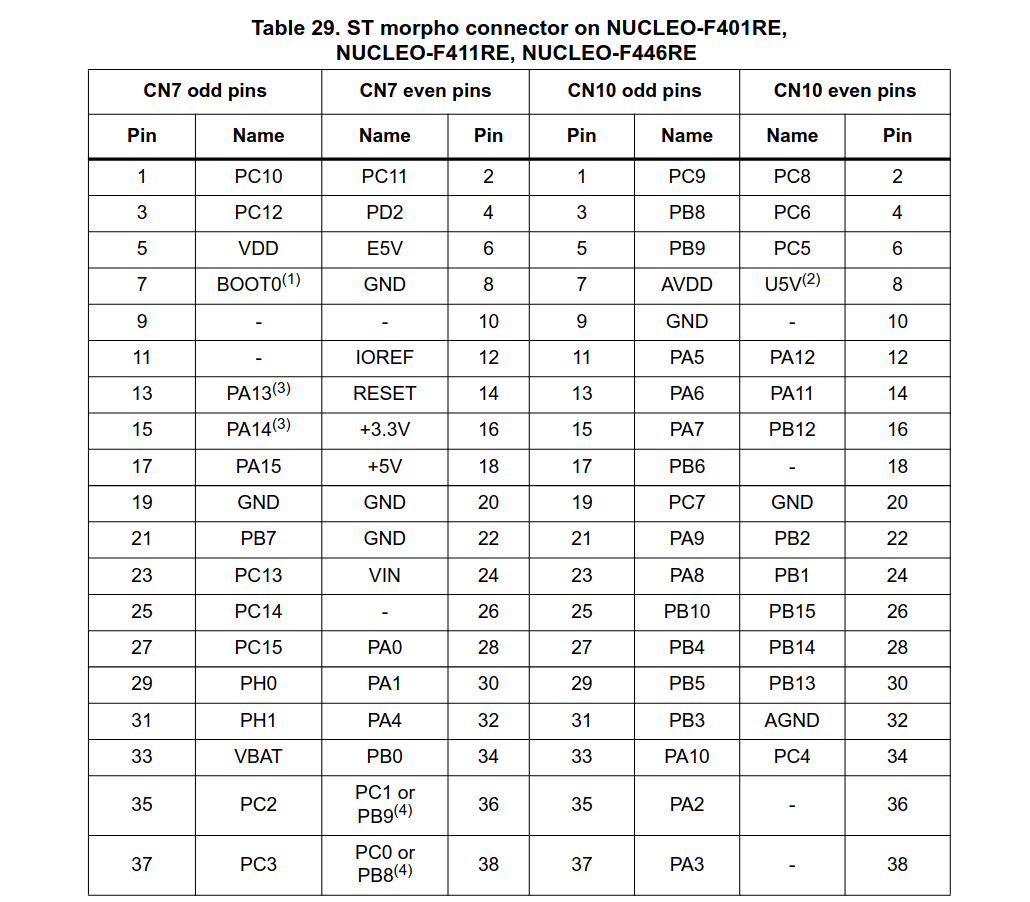 Table 29. ST morpho connector on NUCLEO-F401RE,
NUCLEO-F411RE, NUCLEO-F446RE
CN7 odd pins CN7 even pins CN10 odd pins CN10 even pins
Pin Name Name Pin Pin Name Name Pin
1 PC10 PC11 2 1 PC9 PC8 2
3 PC12 PD2 4 3 PB8 PC6 4
5 VDD E5V 6 5 PB9 PC5 6
7 BOOT0(1) GND 8 7 AVDD U5V(2) 8
9 - - 10 9 GND - 10
11 - IOREF 12 11 PA5 PA12 12
13 PA13(3) RESET 14 13 PA6 PA11 14
15 PA14(3) +3.3V 16 15 PA7 PB12 16
17 PA15 +5V 18 17 PB6 - 18
19 GND GND 20 19 PC7 GND 20
21 PB7 GND 22 21 PA9 PB2 22
23 PC13 VIN 24 23 PA8 PB1 24
25 PC14 - 26 25 PB10 PB15 26
27 PC15 PA0 28 27 PB4 PB14 28
29 PH0 PA1 30 29 PB5 PB13 30
31 PH1 PA4 32 31 PB3 AGND 32
33 VBAT PB0 34 33 PA10 PC4 34
35 PC2 PC1 or
PB9(4) 36 35 PA2 - 36
37 PC3 PC0 or
PB8(4) 38 37 PA3 - 38